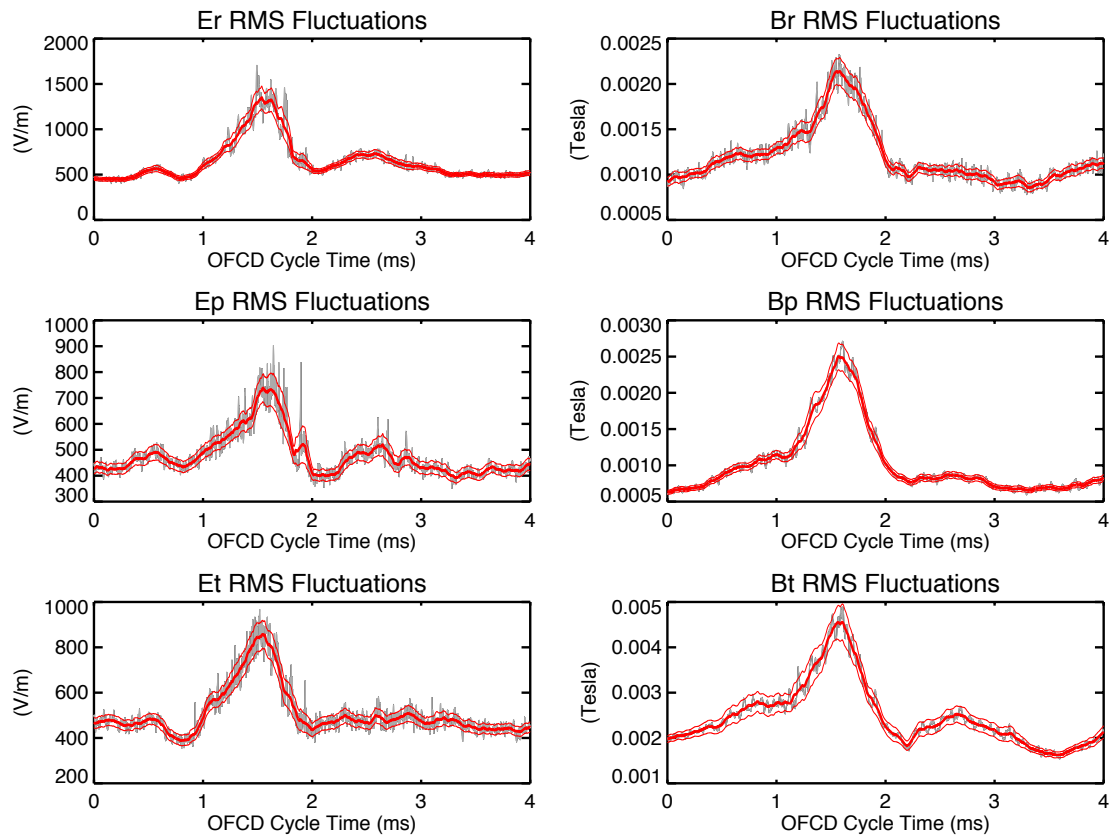 Er RMS Fluctuations
(V/m)
2000
1500
1000
500
0
0 1 2 3 4
OFCD Cycle Time (ms)
Br RMS Fluctuations
(Tesla)
0.0025
0.0020
0.0015
0.0010
0.0005
0 1 2 3 4
OFCD Cycle Time (ms)
Ep RMS Fluctuations
(V/m)
1000
900
800
700
600
500
400
300
0 1 2 3 4
OFCD Cycle Time (ms)
Bp RMS Fluctuations
(Tesla)
0.0030
0.0025
0.0020
0.0015
0.0010
0.0005
0 1 2 3 4
OFCD Cycle Time (ms)
Et RMS Fluctuations
(V/m)
1000
800
600
400
200
0 1 2 3 4
OFCD Cycle Time (ms)
Bt RMS Fluctuations
(Tesla)
0.005
0.004
0.003
0.002
0.001
0 1 2 3 4
OFCD Cycle Time (ms)